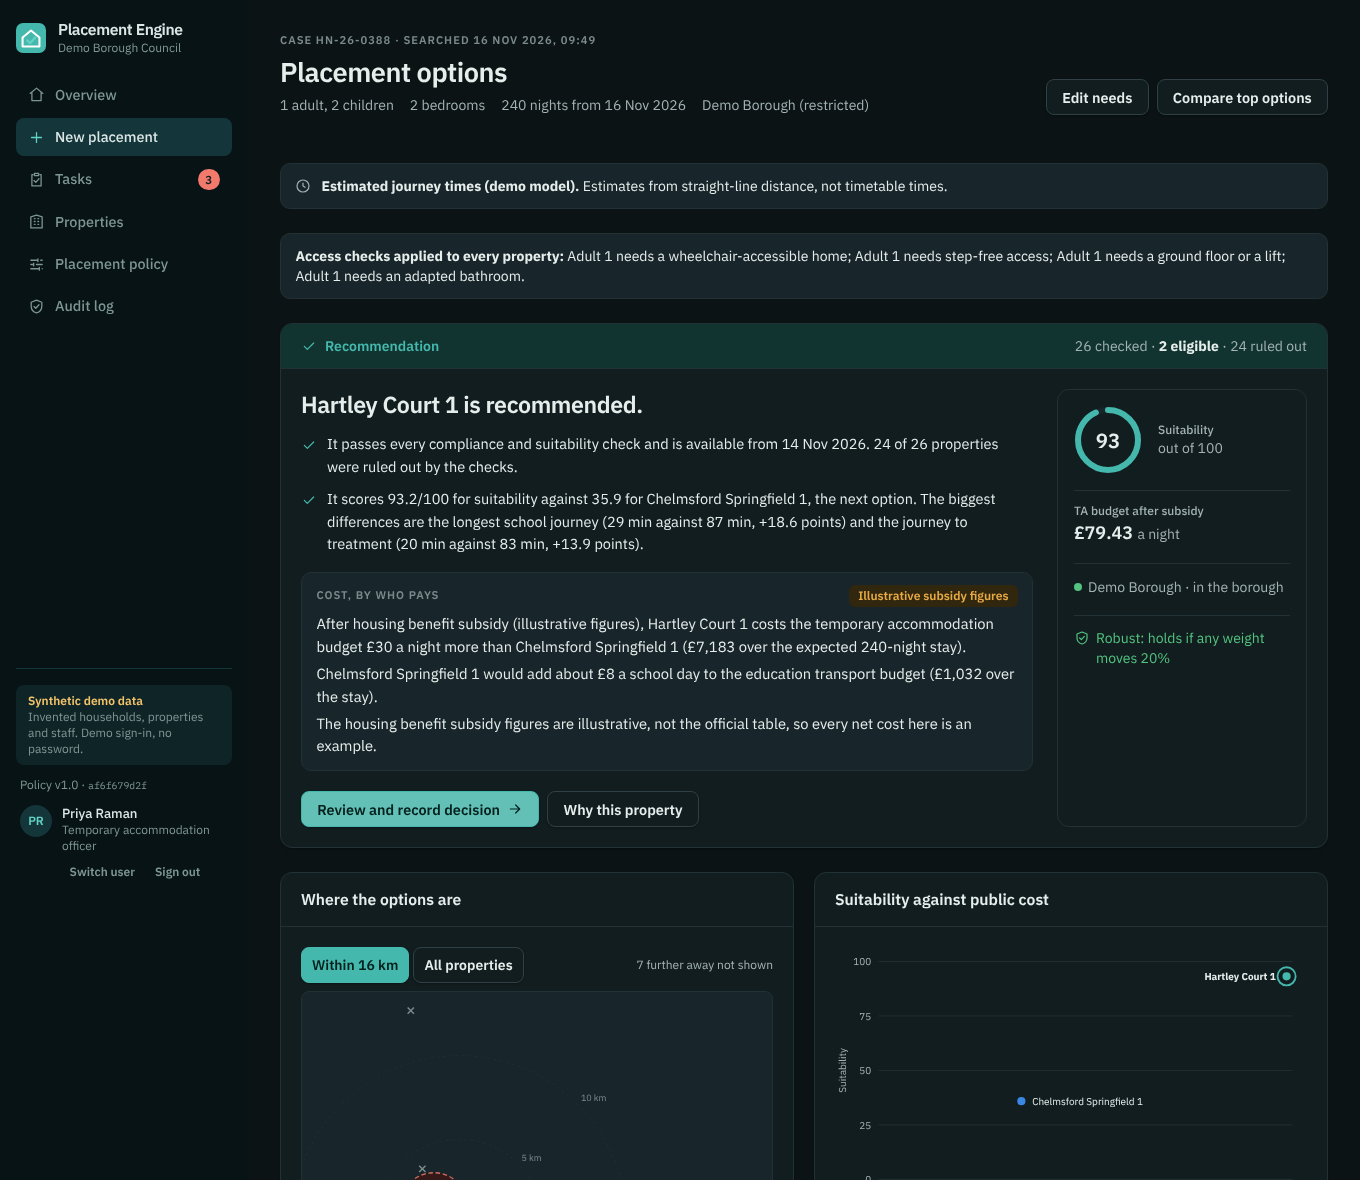 Placement Engine
Demo Borough Council
Overview
New placement
Tasks
3
Properties
Placement policy
Audit log
Synthetic demo data
Invented households, properties
and staff. Demo sign-in, no
password.
Policy v1.0 · af6f679d2f
PR
Priya Raman
Temporary accommodation
officer
Switch user
Sign out
CASE HN-26-0388 · SEARCHED 16 NOV 2026, 09:49
Placement options
1 adult, 2 children 2 bedrooms 240 nights from 16 Nov 2026 Demo Borough (restricted)
Edit needs
Compare top options
Estimated journey times (demo model). Estimates from straight-line distance, not timetable times.
Access checks applied to every property: Adult 1 needs a wheelchair-accessible home; Adult 1 needs step-free access; Adult 1 needs a ground floor or a lift;
Adult 1 needs an adapted bathroom.
Recommendation
26 checked · 2 eligible · 24 ruled out
Hartley Court 1 is recommended.
It passes every compliance and suitability check and is available from 14 Nov 2026. 24 of 26 properties
were ruled out by the checks.
It scores 93.2/100 for suitability against 35.9 for Chelmsford Springfield 1, the next option. The biggest
differences are the longest school journey (29 min against 87 min, +18.6 points) and the journey to
treatment (20 min against 83 min, +13.9 points).
COST, BY WHO PAYS
Illustrative subsidy figures
After housing benefit subsidy (illustrative figures), Hartley Court 1 costs the temporary accommodation
budget £30 a night more than Chelmsford Springfield 1 (£7,183 over the expected 240-night stay).
Chelmsford Springfield 1 would add about £8 a school day to the education transport budget (£1,032 over
the stay).
The housing benefit subsidy figures are illustrative, not the official table, so every net cost here is an
example.
Review and record decision
Why this property
93
Suitability
out of 100
TA budget after subsidy
£79.43 a night
Demo Borough · in the borough
Robust: holds if any weight
moves 20%
Where the options are
Within 16 km
All properties
7 further away not shown
10 km
5 km
Suitability against public cost
100
Hartley Court 1
75
Suitability
50
Chelmsford Springfield 1
25
0